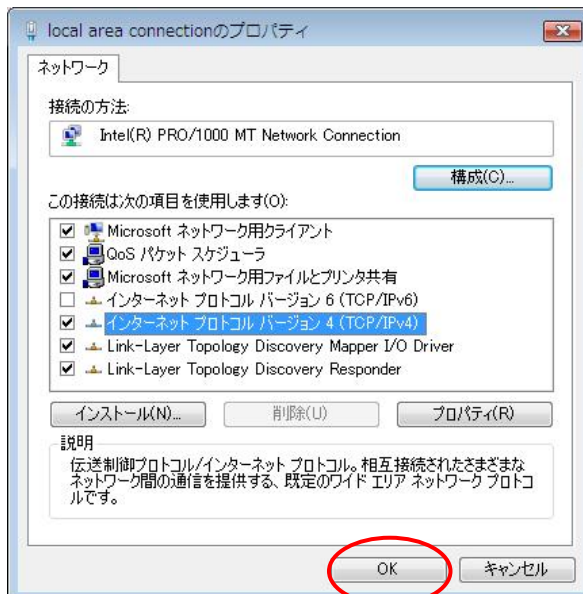 local area connectionのプロパティ
ネットワーク
接続の方法:
Intel(R) PRO/1000 MT Network Connection
構成(C)...
この接続は次の項目を使用します(O):
Microsoft ネットワーク用クライアント
QoS パケット スケジューラ
Microsoft ネットワーク用ファイルとプリンタ共有
インターネット プロトコル バージョン 6 (TCP/IPv6)
インターネット プロトコル バージョン 4 (TCP/IPv4)
Link-Layer Topology Discovery Mapper I/O Driver
Link-Layer Topology Discovery Responder
インストール(N)... 削除(U) プロパティ(R)
説明
伝送制御プロトコル/インターネット プロトコル。相互接続されたさまざまな
ネットワーク間の通信を提供する、既定のワイド エリア ネットワーク プロトコ
ルです。
OK キャンセル